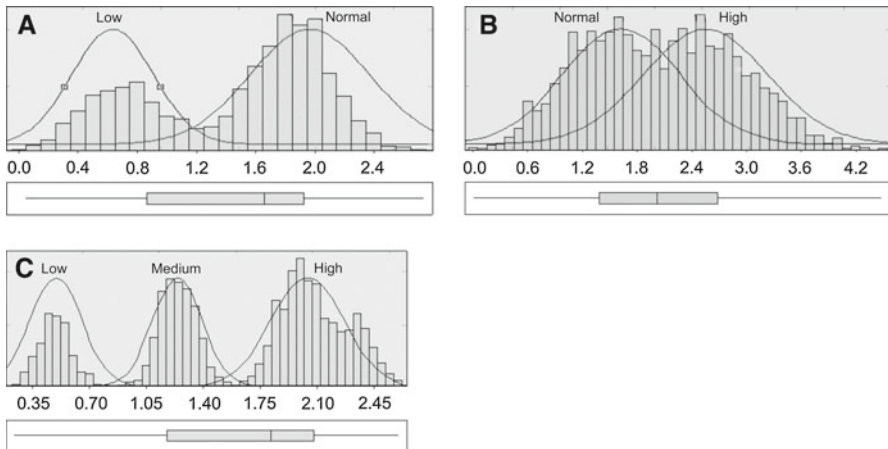 A Low Normal
0.0 0.4 0.8 1.2 1.6 2.0 2.4
B Normal High
0.0 0.6 1.2 1.8 2.4 3.0 3.6 4.2
C Low Medium High
0.35 0.70 1.05 1.40 1.75 2.10 2.45